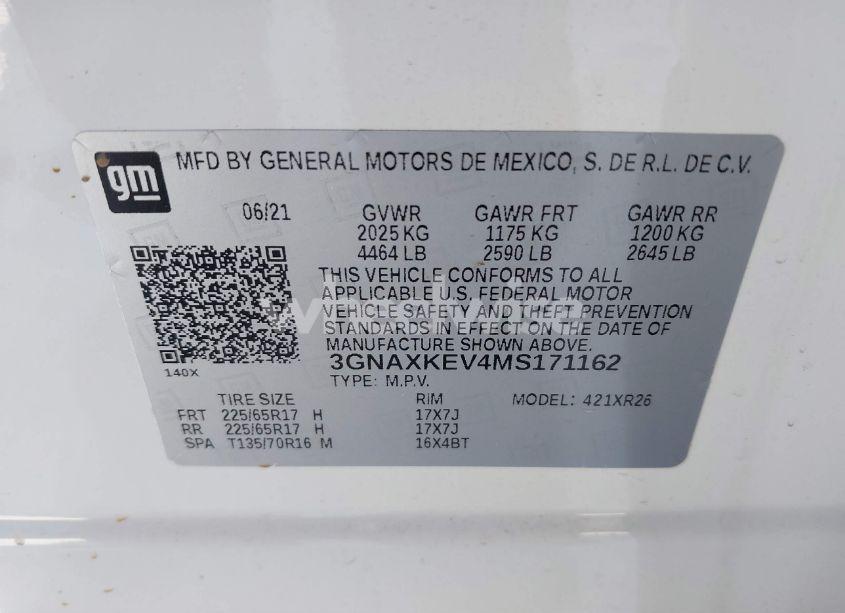 gm
MFD BY GENERAL MOTORS DE MEXICO, S. DE R.L. DE C.V.
06/21 GVWR GAWR FRT GAWR RR
2025 KG 1175 KG 1200 KG
4464 LB 2590 LB 2645 LB
THIS VEHICLE CONFORMS TO ALL
APPLICABLE U.S. FEDERAL MOTOR
VEHICLE SAFETY AND THEFT PREVENTION
STANDARDS IN EFFECT ON THE DATE OF
MANUFACTURE SHOWN ABOVE.
140X
3GNAXKEV4MS171162
TYPE: M.P.V.
TIRE SIZE RIM MODEL: 421XR26
FRT 225/65R17 H 17X7J
RR 225/65R17 H 17X7J
SPA T135/70R16 M 16X4BT